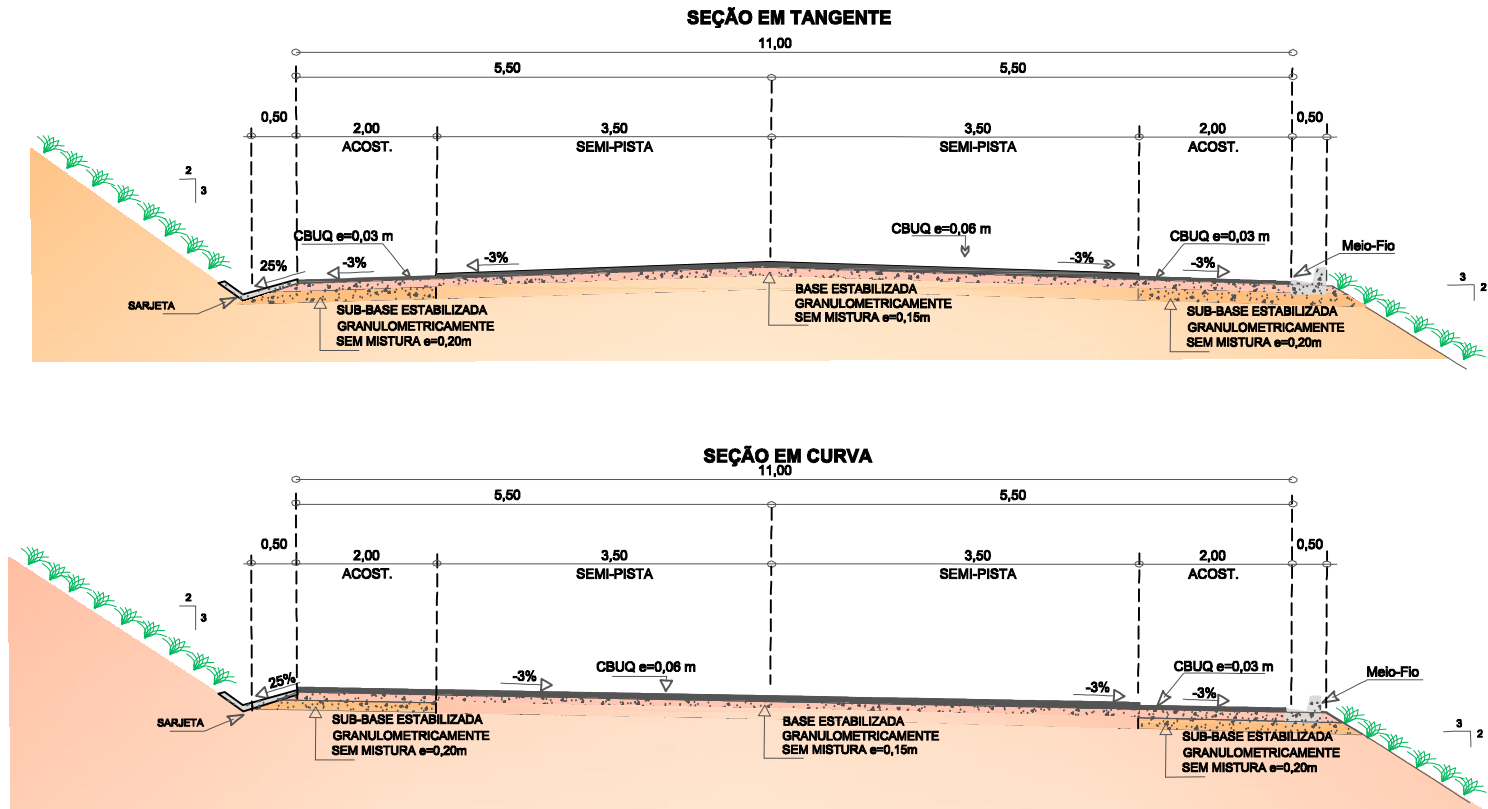 SEÇÃO EM TANGENTE
11,00
5,50
5,50
0,50
2,00
3,50
3,50
2,00
0,50
ACOST.
SEMI-PISTA
SEMI-PISTA
ACOST.
2
3
CBUQ e=0,03 m
CBUQ e=0,06 m
CBUQ e=0,03 m
Meio-Fio
25%
-3%
-3%
-3%
-3%
3
2
SARJETA
SUB-BASE ESTABILIZADA
GRANULOMETRICAMENTE
SEM MISTURA e=0,20m
BASE ESTABILIZADA
GRANULOMETRICAMENTE
SEM MISTURA e=0,15m
SUB-BASE ESTABILIZADA
GRANULOMETRICAMENTE
SEM MISTURA e=0,20m
SEÇÃO EM CURVA
11,00
5,50
5,50
0,50
2,00
3,50
3,50
2,00
0,50
ACOST.
SEMI-PISTA
SEMI-PISTA
ACOST.
2
3
CBUQ e=0,06 m
CBUQ e=0,03 m
Meio-Fio
25%
-3%
-3%
-3%
3
2
SARJETA
SUB-BASE ESTABILIZADA
GRANULOMETRICAMENTE
SEM MISTURA e=0,20m
BASE ESTABILIZADA
GRANULOMETRICAMENTE
SEM MISTURA e=0,15m
SUB-BASE ESTABILIZADA
GRANULOMETRICAMENTE
SEM MISTURA e=0,20m